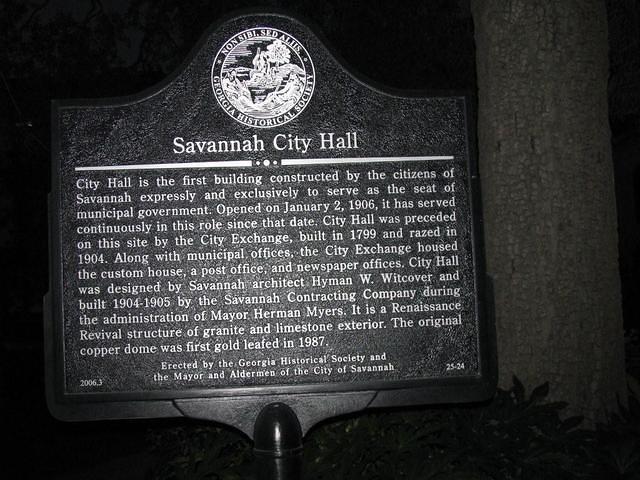 NON SIBI, SED ALIIS
GEORGIA HISTORICAL SOCIETY
Savannah City Hall
City Hall is the first building constructed by the citizens of
Savannah expressly and exclusively to serve as the seat of
municipal government. Opened on January 2, 1906, it has served
continuously in this role since that date. City Hall was preceded
on this site by the City Exchange, built in 1799 and razed in
1904. Along with municipal offices, the City Exchange housed
the custom house, a post office, and newspaper offices. City Hall
was designed by Savannah architect Hyman W. Witcover and
built 1904-1905 by the Savannah Contracting Company during
the administration of Mayor Herman Myers. It is a Renaissance
Revival structure of granite and limestone exterior. The original
copper dome was first gold leafed in 1987.
Erected by the Georgia Historical Society and
the Mayor and Aldermen of the City of Savannah
2006.3
25-24